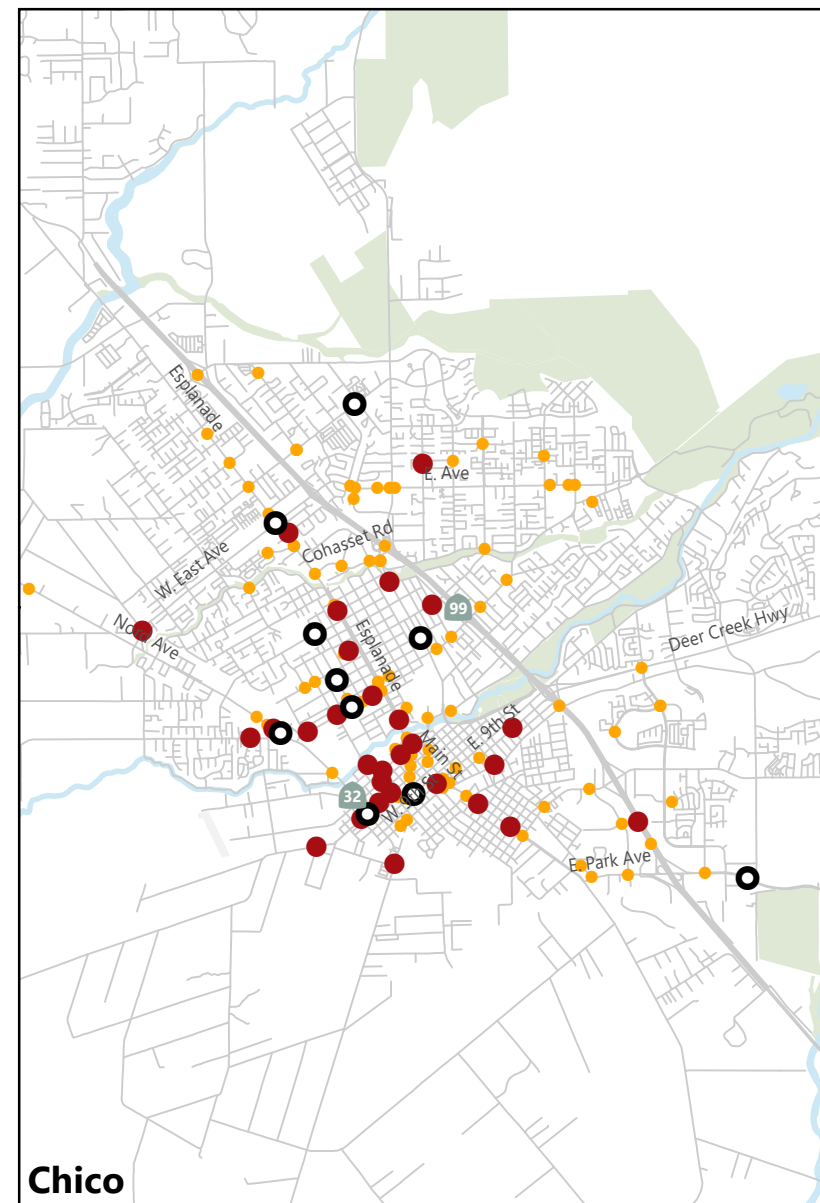 Esplanade
E. Ave
Cohasset Rd
W. East Ave
99
Nord Ave
Deer Creek Hwy
Esplanade
E. 9th St
Main St
32
E. Park Ave
Chico